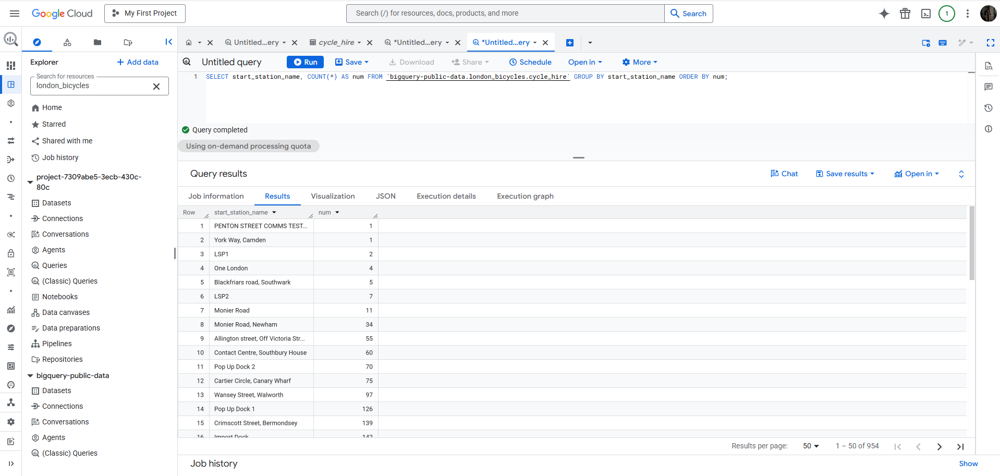 Google Cloud
My First Project
Search (/) for resources, docs, products, and more
Search
1
Untitled...ery
cycle_hire
*Untitled...ery
*Untitled...ery
Explorer
Add data
Search for resources
london_bicycles
Home
Starred
Shared with me
Job history
project-7309abe5-3ecb-430c-
80c
Datasets
Connections
Conversations
Agents
Queries
(Classic) Queries
Notebooks
Data canvases
Data preparations
Pipelines
Repositories
bigquery-public-data
Datasets
Connections
Conversations
Agents
(Classic) Queries
Untitled query
Run
Save
Download
Share
Schedule
Open in
More
1 SELECT start_station_name, COUNT(*) AS num FROM `bigquery-public-data.london_bicycles.cycle_hire` GROUP BY start_station_name ORDER BY num;
Query completed
Using on-demand processing quota
Query results
Chat
Save results
Open in
Job information
Results
Visualization
JSON
Execution details
Execution graph
Row start_station_name num
1 PENTON STREET COMMS TEST... 1
2 York Way, Camden 1
3 LSP1 2
4 One London 4
5 Blackfriars road, Southwark 5
6 LSP2 7
7 Monier Road 11
8 Monier Road, Newham 34
9 Allington street, Off Victoria Str... 55
10 Contact Centre, Southbury House 60
11 Pop Up Dock 2 70
12 Cartier Circle, Canary Wharf 75
13 Wansey Street, Walworth 97
14 Pop Up Dock 1 126
15 Crimscott Street, Bermondsey 139
16 Import Dock 142
Results per page: 50 1 – 50 of 954
Job history
Show